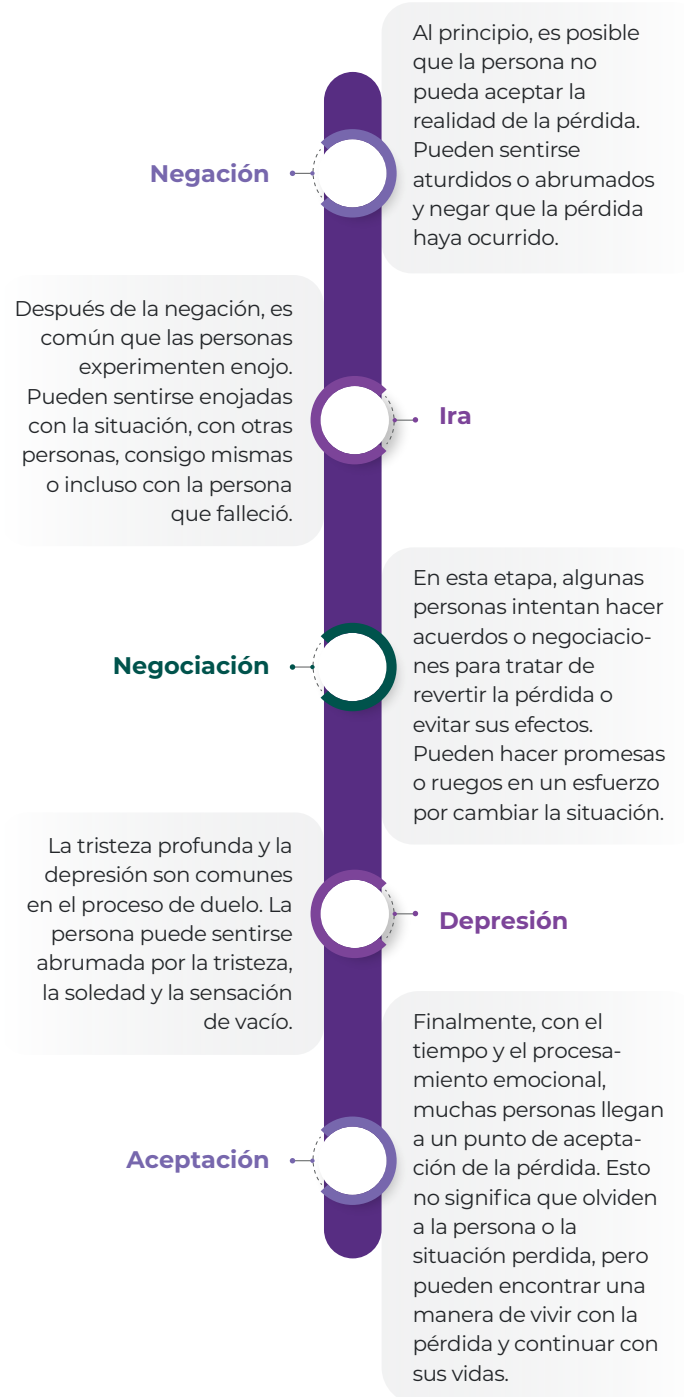 Negación
Al principio, es posible
que la persona no
pueda aceptar la
realidad de la pérdida.
Pueden sentirse
aturdidos o abrumados
y negar que la pérdida
haya ocurrido.
Ira
Después de la negación, es
común que las personas
experimenten enojo.
Pueden sentirse enojadas
con la situación, con otras
personas, consigo mismas
o incluso con la persona
que falleció.
Negociación
En esta etapa, algunas
personas intentan hacer
acuerdos o negociacio-
nes para tratar de
revertir la pérdida o
evitar sus efectos.
Pueden hacer promesas
o ruegos en un esfuerzo
por cambiar la situación.
Depresión
La tristeza profunda y la
depresión son comunes
en el proceso de duelo. La
persona puede sentirse
abrumada por la tristeza,
la soledad y la sensación
de vacío.
Aceptación
Finalmente, con el
tiempo y el procesa-
miento emocional,
muchas personas llegan
a un punto de acepta-
ción de la pérdida. Esto
no significa que olviden
a la persona o la
situación perdida, pero
pueden encontrar una
manera de vivir con la
pérdida y continuar con
sus vidas.